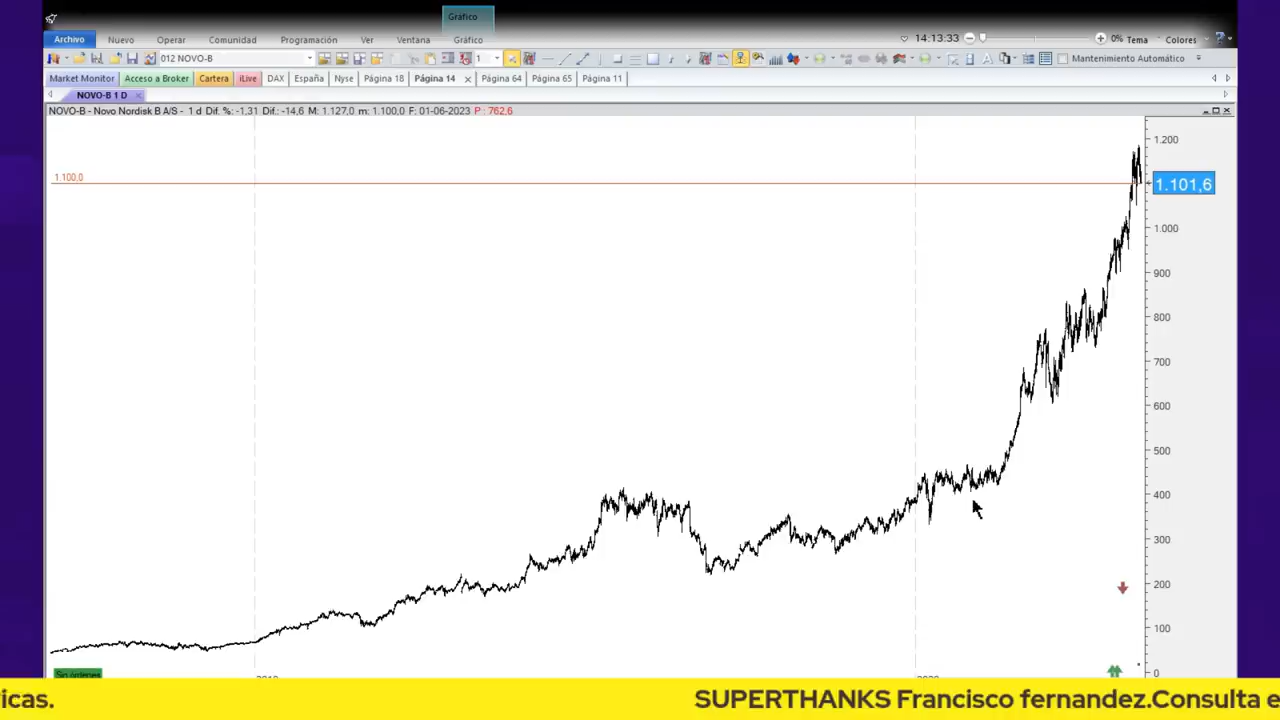 Gráfico
Archivo Nuevo Operar Comunidad Programación Ver Ventana Gráfico
14:13:33 0% Tema Colores ?
012 NOVO-B 1 Mantenimiento Automático
Market Monitor Acceso a Broker Cartera iLive DAX España Nyse Página 18 Página 14 Página 64 Página 65 Página 11
NOVO-B 1 D
NOVO-B - Novo Nordisk B A/S - 1 d Dif. %: -1,31 Dif.: -14,6 M: 1.127,0 m: 1.100,0 F: 01-06-2023 P : 762,6
1.200
1.100,0
1.101,6
1.000
900
800
700
600
500
400
300
200
100
0
Sin órdenes
icas. SUPERTHANKS Francisco fernandez.Consulta e